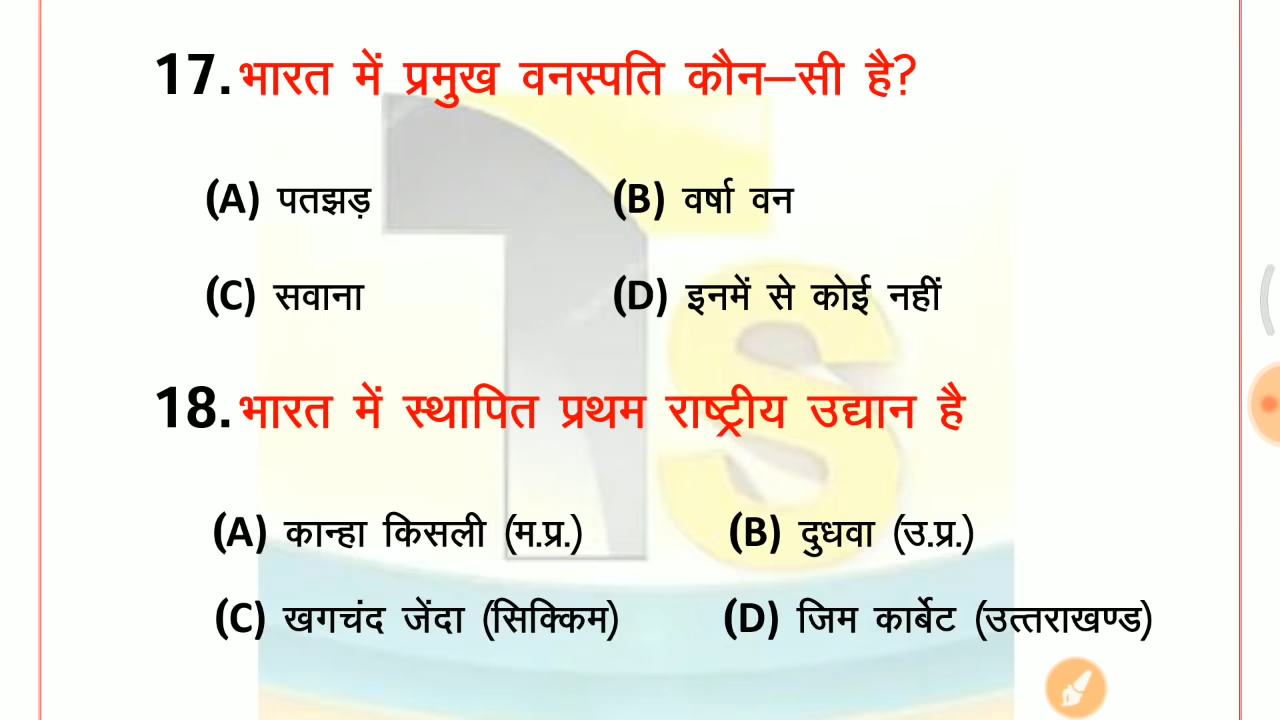 17. भारत में प्रमुख वनस्पति कौन–सी है?
(A) पतझड़ (B) वर्षा वन
(C) सवाना (D) इनमें से कोई नहीं
18. भारत में स्थापित प्रथम राष्ट्रीय उद्यान है
(A) कान्हा किसली (म.प्र.) (B) दुधवा (उ.प्र.)
(C) खगचंद जेंदा (सिक्किम) (D) जिम कार्बेट (उत्तराखण्ड)